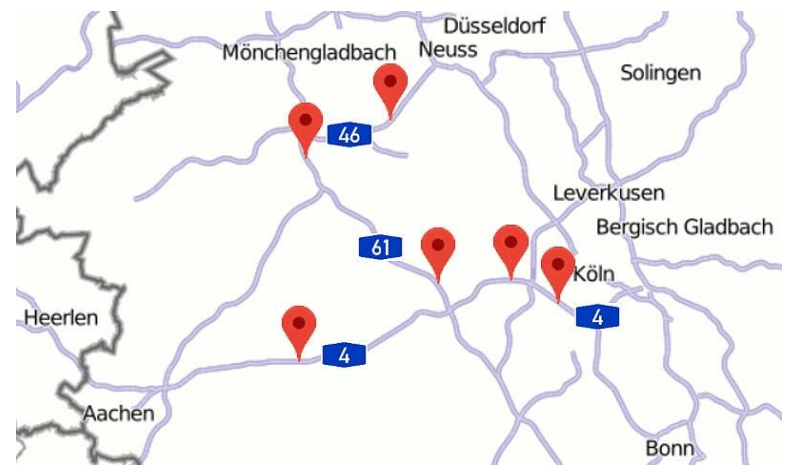 Düsseldorf
Mönchengladbach
Neuss
Solingen
46
Leverkusen
Bergisch Gladbach
61
Köln
Heerlen
4
4
Aachen
Bonn